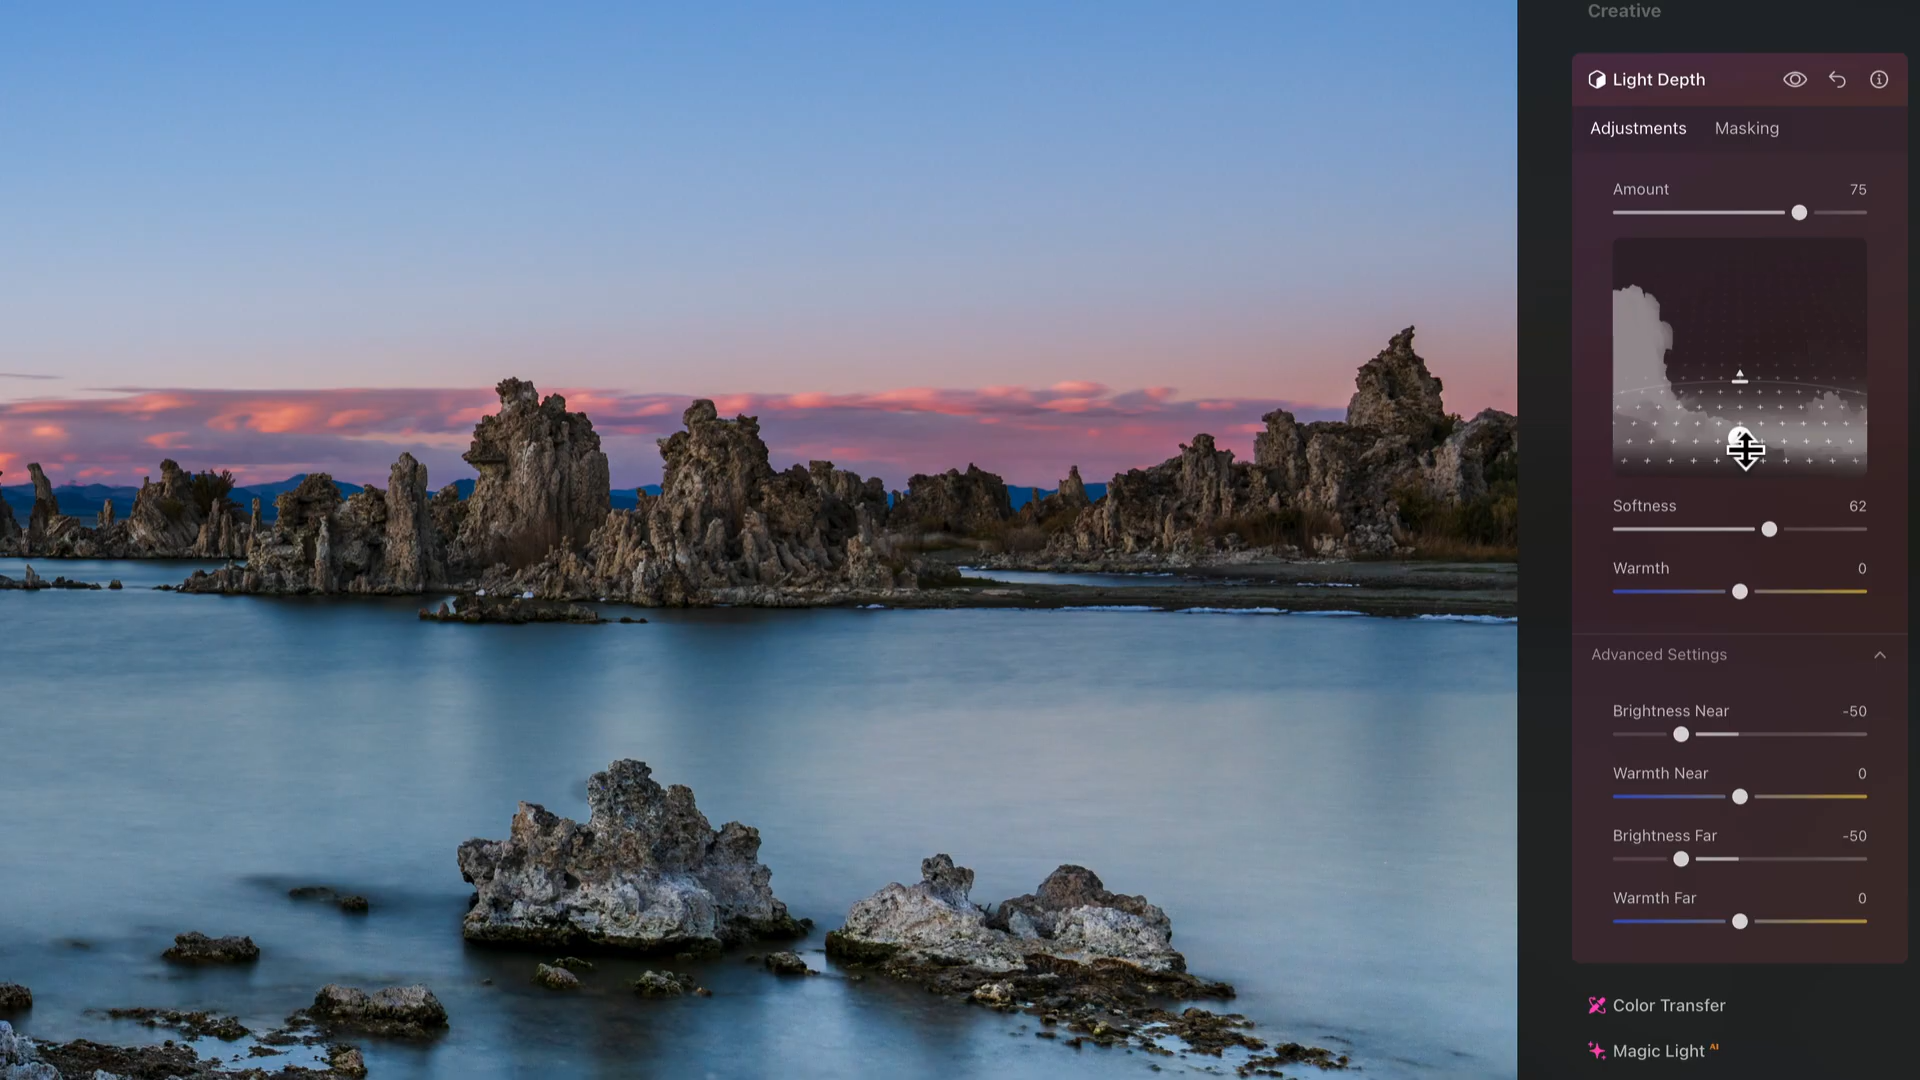 Creative
Light Depth
Adjustments Masking
Amount 75
Softness 62
Warmth 0
Advanced Settings
Brightness Near -50
Warmth Near 0
Brightness Far -50
Warmth Far 0
Color Transfer
Magic Light AI